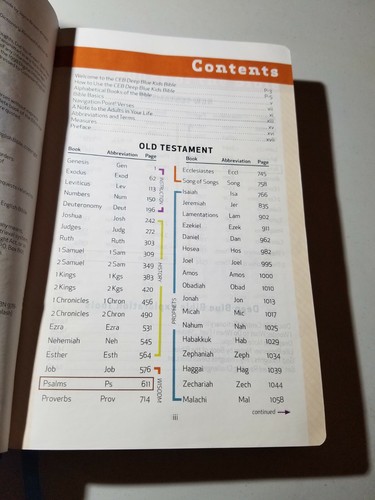 Contents
Welcome to the CEB Deep Blue Kids Bible
How to Use the CEB Deep Blue Kids Bible
Alphabetical Books of the Bible
Bible Basics
Navigation Point Verses
A Note to the Adults in Your Life
Abbreviations and Terms
Measures
Preface
OLD TESTAMENT
Book Abbreviation Page
Genesis Gen 1
Exodus Exod 62
Leviticus Lev 113
Numbers Num 150
Deuteronomy Deut 196
Joshua Josh 242
Judges Judg 272
Ruth Ruth 303
1 Samuel 1 Sam 309
2 Samuel 2 Sam 349
1 Kings 1 Kgs 383
2 Kings 2 Kgs 420
1 Chronicles 1 Chron 456
2 Chronicles 2 Chron 490
Ezra Ezra 531
Nehemiah Neh 545
Esther Esth 564
Job Job 576
Psalms Ps 611
Proverbs Prov 714
INSTRUCTION
HISTORY
WISDOM
Book Abbreviation Page
Ecclesiastes Eccl 745
Song of Songs Song 758
Isaiah Isa 766
Jeremiah Jer 835
Lamentations Lam 902
Ezekiel Ezek 911
Daniel Dan 962
Hosea Hos 982
Joel Joel 995
Amos Amos 1000
Obadiah Obad 1010
Jonah Jon 1013
Micah Mic 1017
Nahum Nah 1025
Habakkuk Hab 1029
Zephaniah Zeph 1034
Haggai Hag 1039
Zechariah Zech 1044
Malachi Mal 1058
PROPHETS
continued
iii